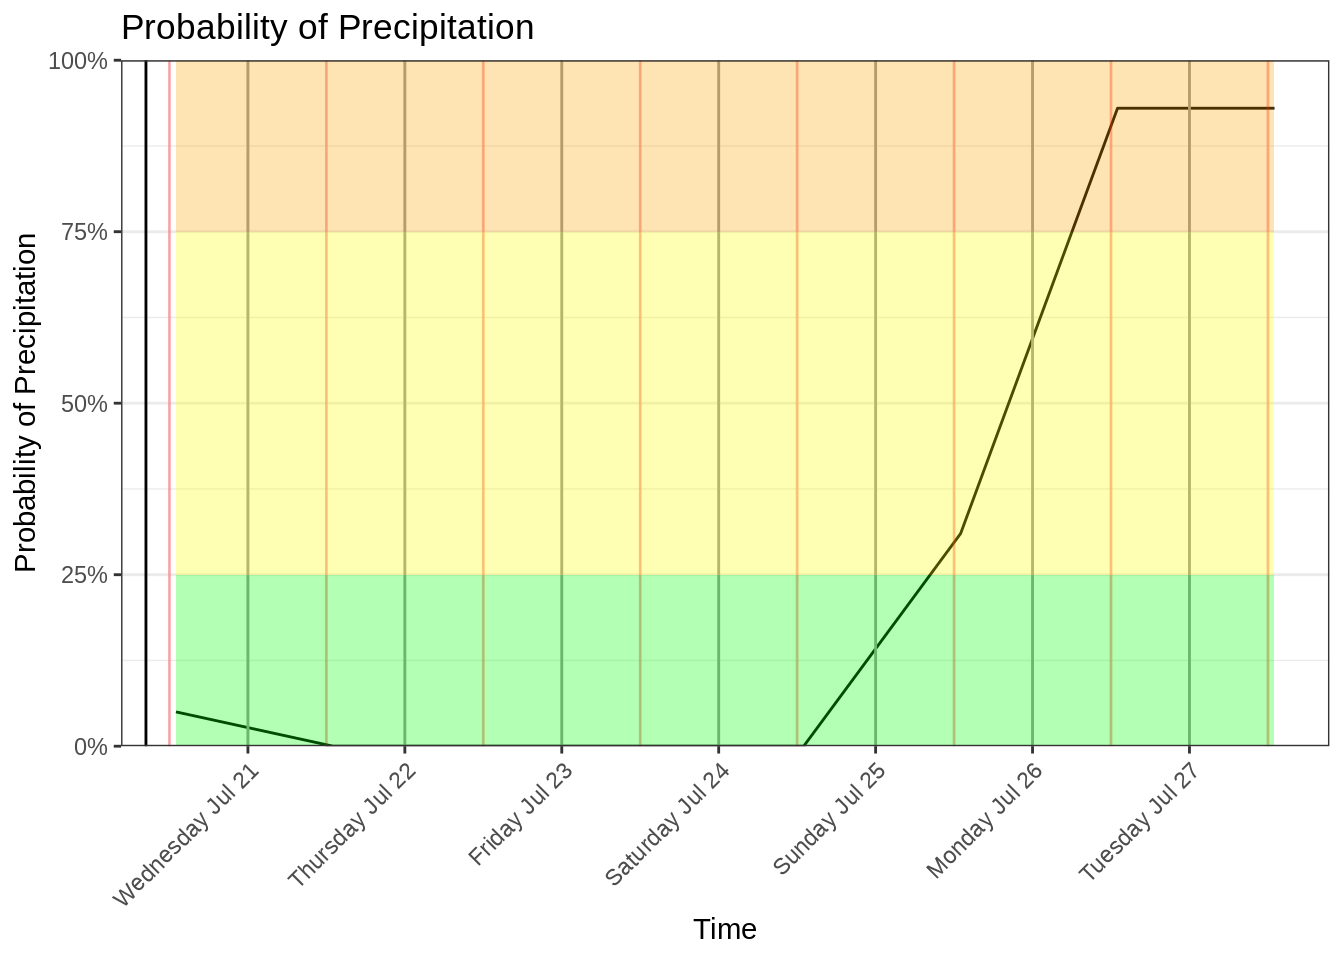 Probability of Precipitation
Probability of Precipitation
100%
75%
50%
25%
0%
Wednesday Jul 21
Thursday Jul 22
Friday Jul 23
Saturday Jul 24
Sunday Jul 25
Monday Jul 26
Tuesday Jul 27
Time